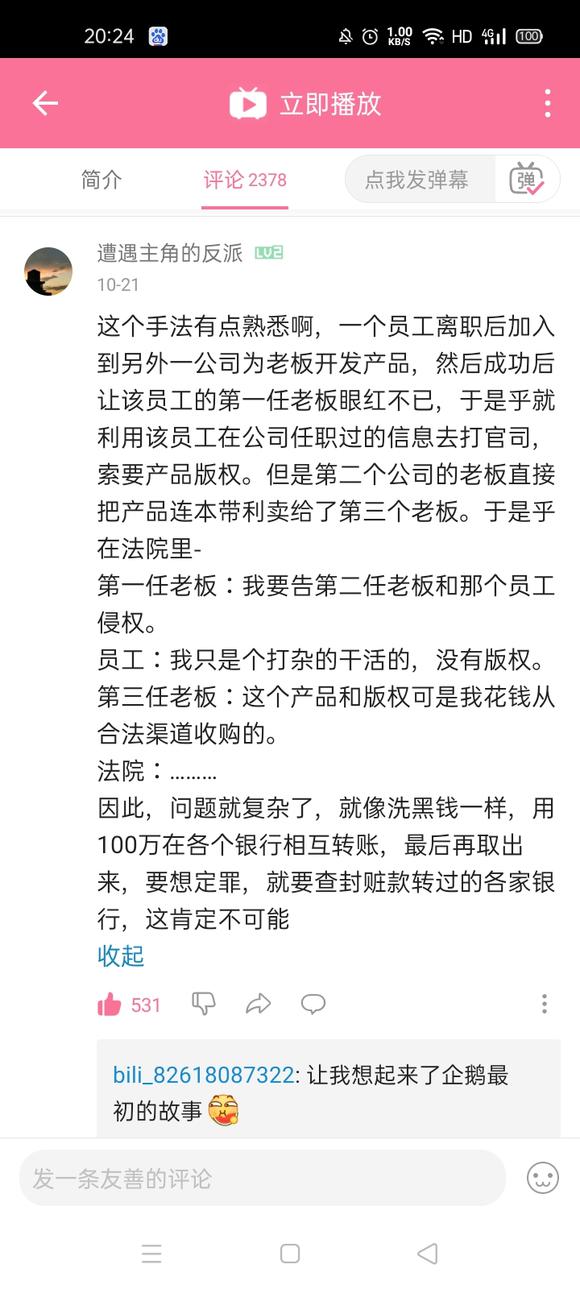 20:24
1.00 KB/S HD 4G 100
立即播放
简介
评论 2378
点我发弹幕
弹
遭遇主角的反派 LV2
10-21
这个手法有点熟悉啊，一个员工离职后加入
到另外一公司为老板开发产品，然后成功后
让该员工的第一任老板眼红不已，于是乎就
利用该员工在公司任职过的信息去打官司，
索要产品版权。但是第二个公司的老板直接
把产品连本带利卖给了第三个老板。于是乎
在法院里-
第一任老板：我要告第二任老板和那个员工
侵权。
员工：我只是个打杂的干活的，没有版权。
第三任老板：这个产品和版权可是我花钱从
合法渠道收购的。
法院：………
因此，问题就复杂了，就像洗黑钱一样，用
100万在各个银行相互转账，最后再取出
来，要想定罪，就要查封赃款转过的各家银
行，这肯定不可能
收起
531
bili_82618087322: 让我想起来了企鹅最
初的故事
发一条友善的评论